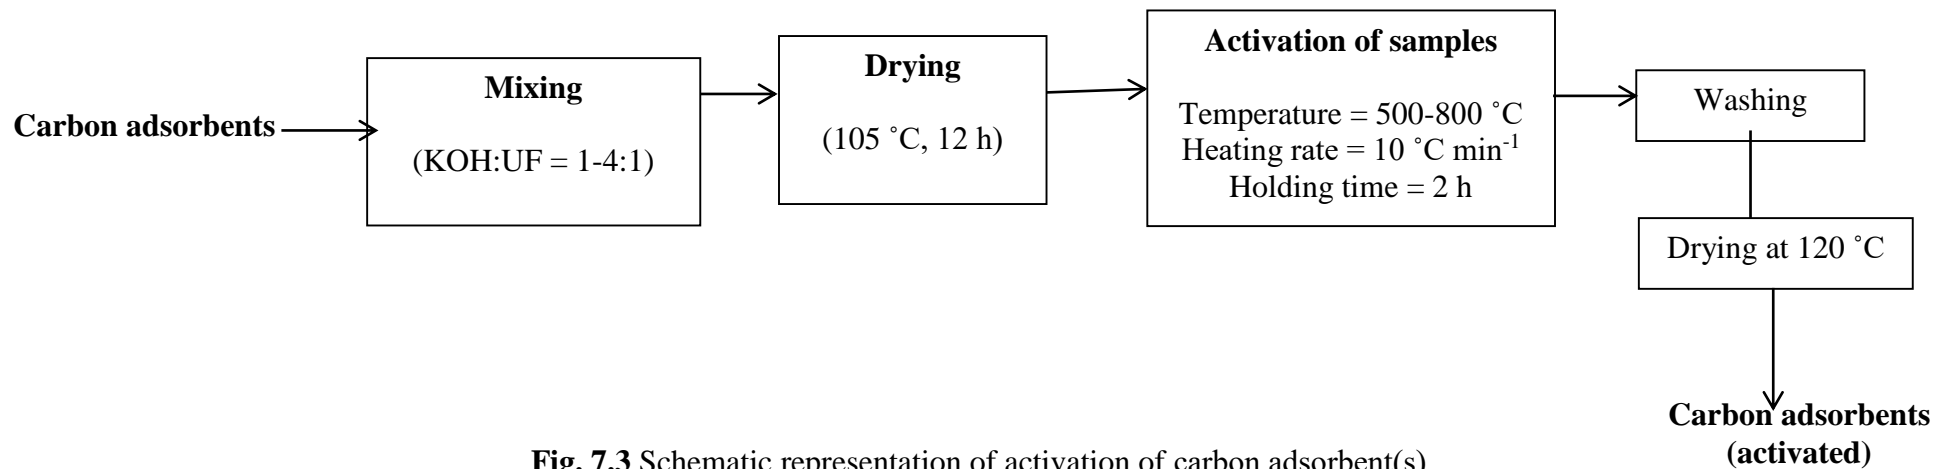 Carbon adsorbents
Mixing
(KOH:UF = 1-4:1)
Drying
(105 ˚C, 12 h)
Activation of samples
Temperature = 500-800 ˚C
Heating rate = 10 ˚C min-1
Holding time = 2 h
Washing
Drying at 120 ˚C
Carbon adsorbents
(activated)
Fig. 7.3 Schematic representation of activation of carbon adsorbent(s)